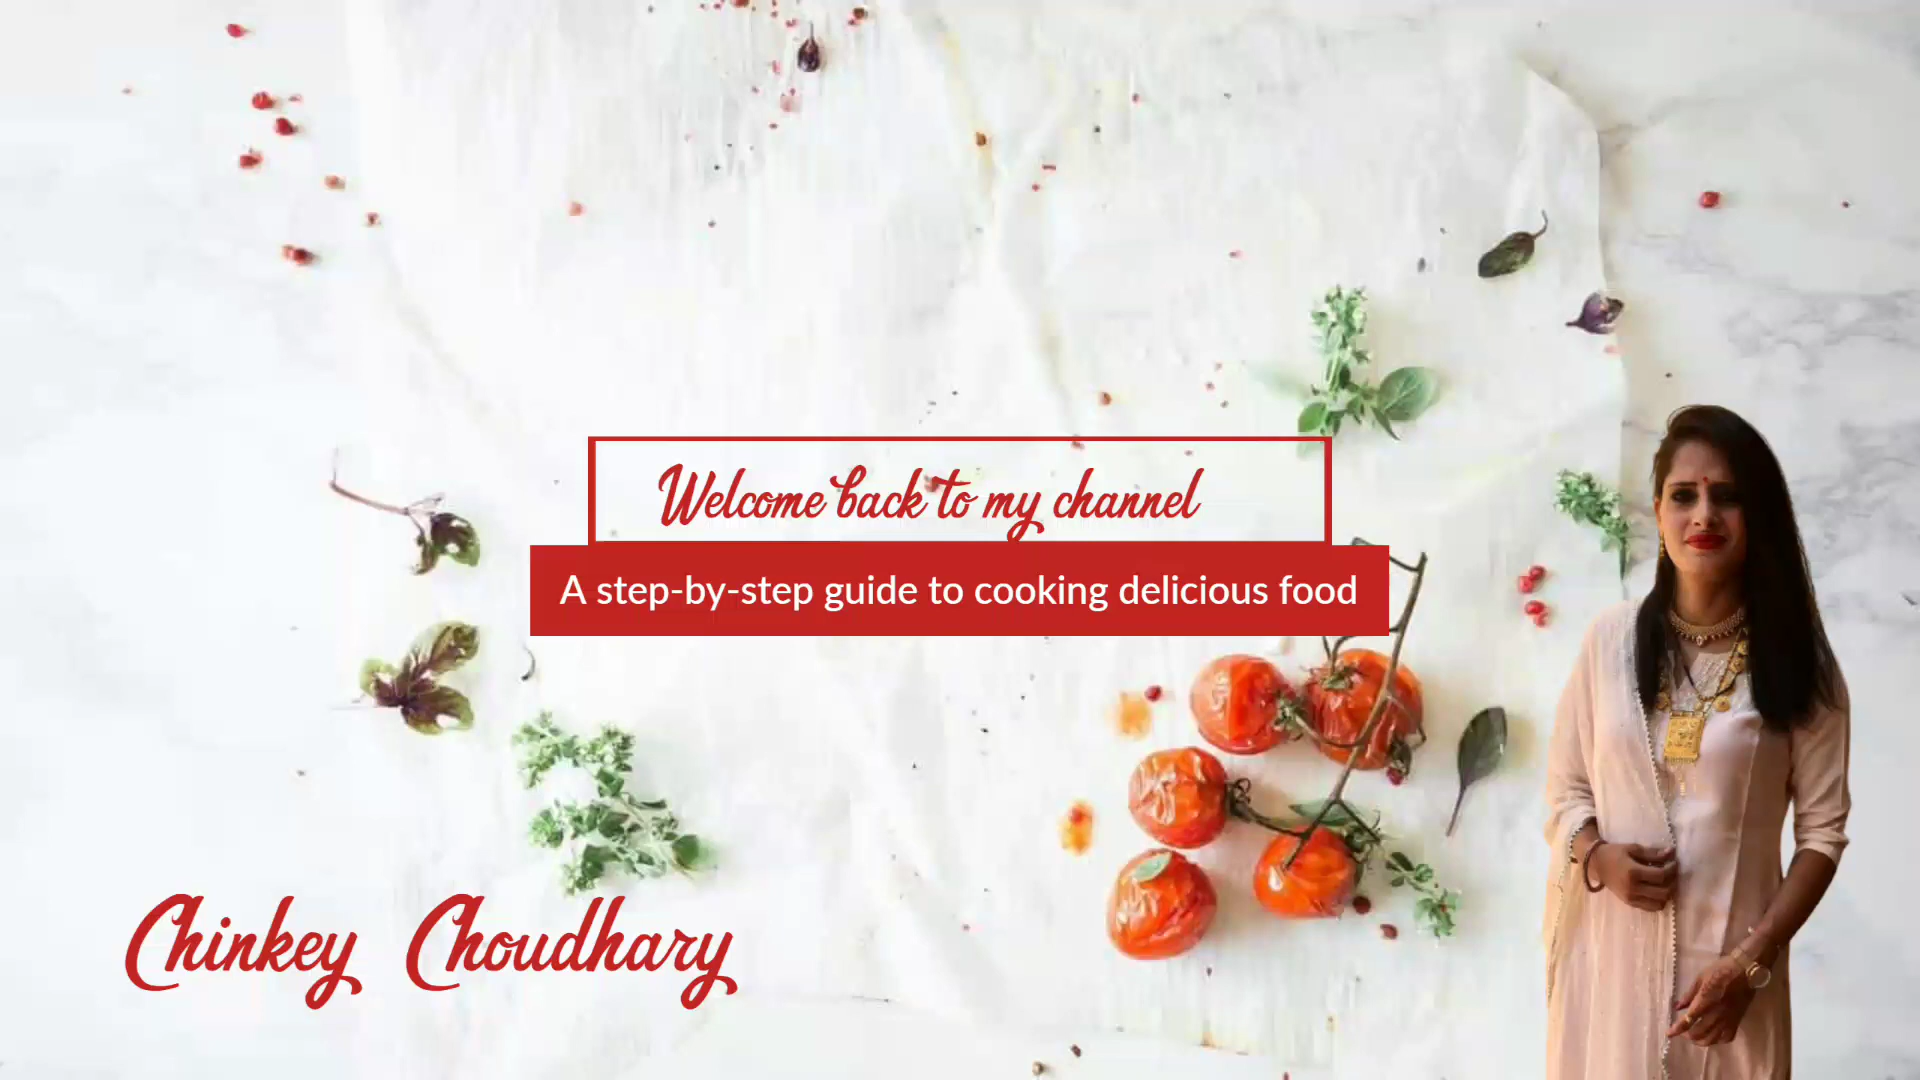 Welcome back to my channel
A step-by-step guide to cooking delicious food
Chinkey Choudhary